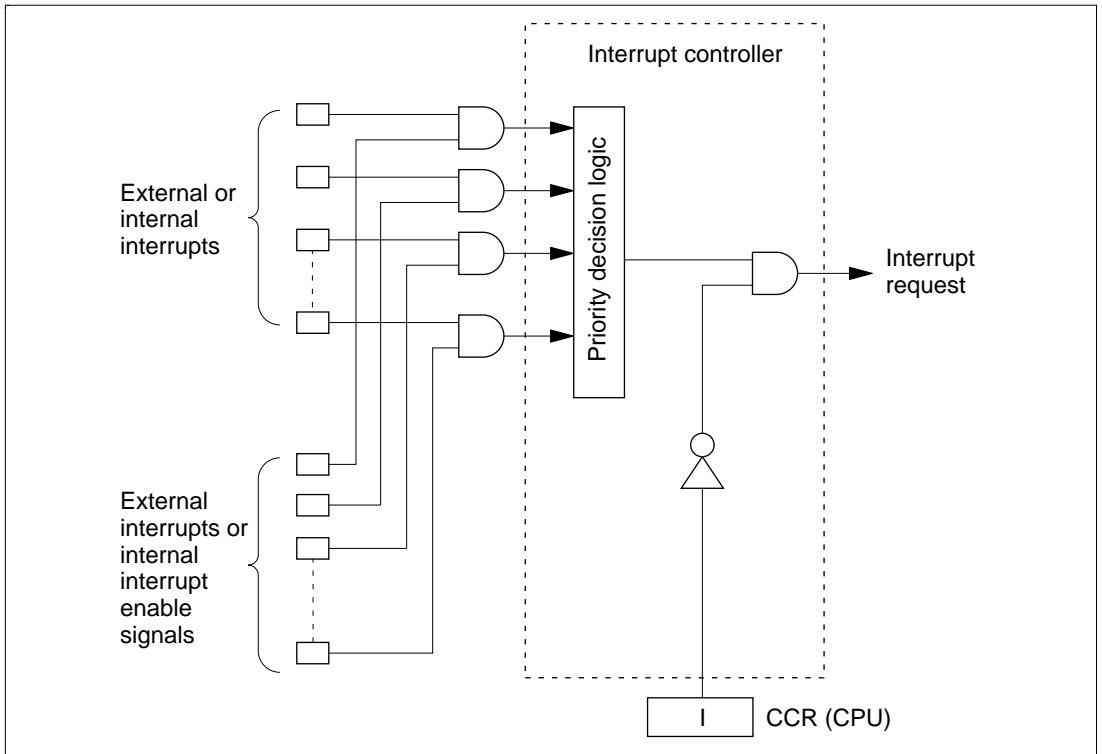 Interrupt controller
External or
internal
interrupts
Priority decision logic
Interrupt
request
External
interrupts or
internal
interrupt
enable
signals
I
CCR (CPU)